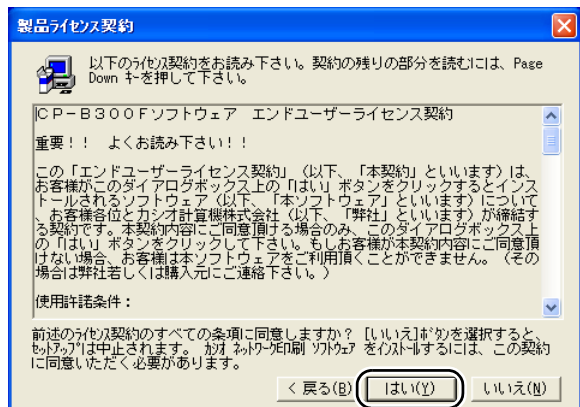 製品ライセンス契約
以下のライセンス契約をお読み下さい。契約の残りの部分を読むには、Page
Down キーを押して下さい。
CP－B300Fソフトウェア　エンドユーザーライセンス契約
重要！！　よくお読み下さい！！
この「エンドユーザーライセンス契約」（以下、「本契約」といいます）は、
お客様がこのダイアログボックス上の「はい」ボタンをクリックするとインス
トールされるソフトウェア（以下、「本ソフトウェア」といいます）について
、お客様各位とカシオ計算機株式会社（以下、「弊社」といいます）が締結す
る契約です。本契約内容にご同意頂ける場合のみ、このダイアログボックス上
の「はい」ボタンをクリックして下さい。もしお客様が本契約内容にご同意頂
けない場合、お客様は本ソフトウェアをご利用頂くことができません。（その
場合は弊社若しくは購入元にご連絡下さい。）
使用許諾条件：
前述のライセンス契約のすべての条項に同意しますか？ [いいえ]ボタンを選択すると、
セットアップは中止されます。 カシオ ネットワークE印刷 ソフトウェア をインストールするには、この契約
に同意いただく必要があります。
< 戻る(B)
はい(Y)
いいえ(N)